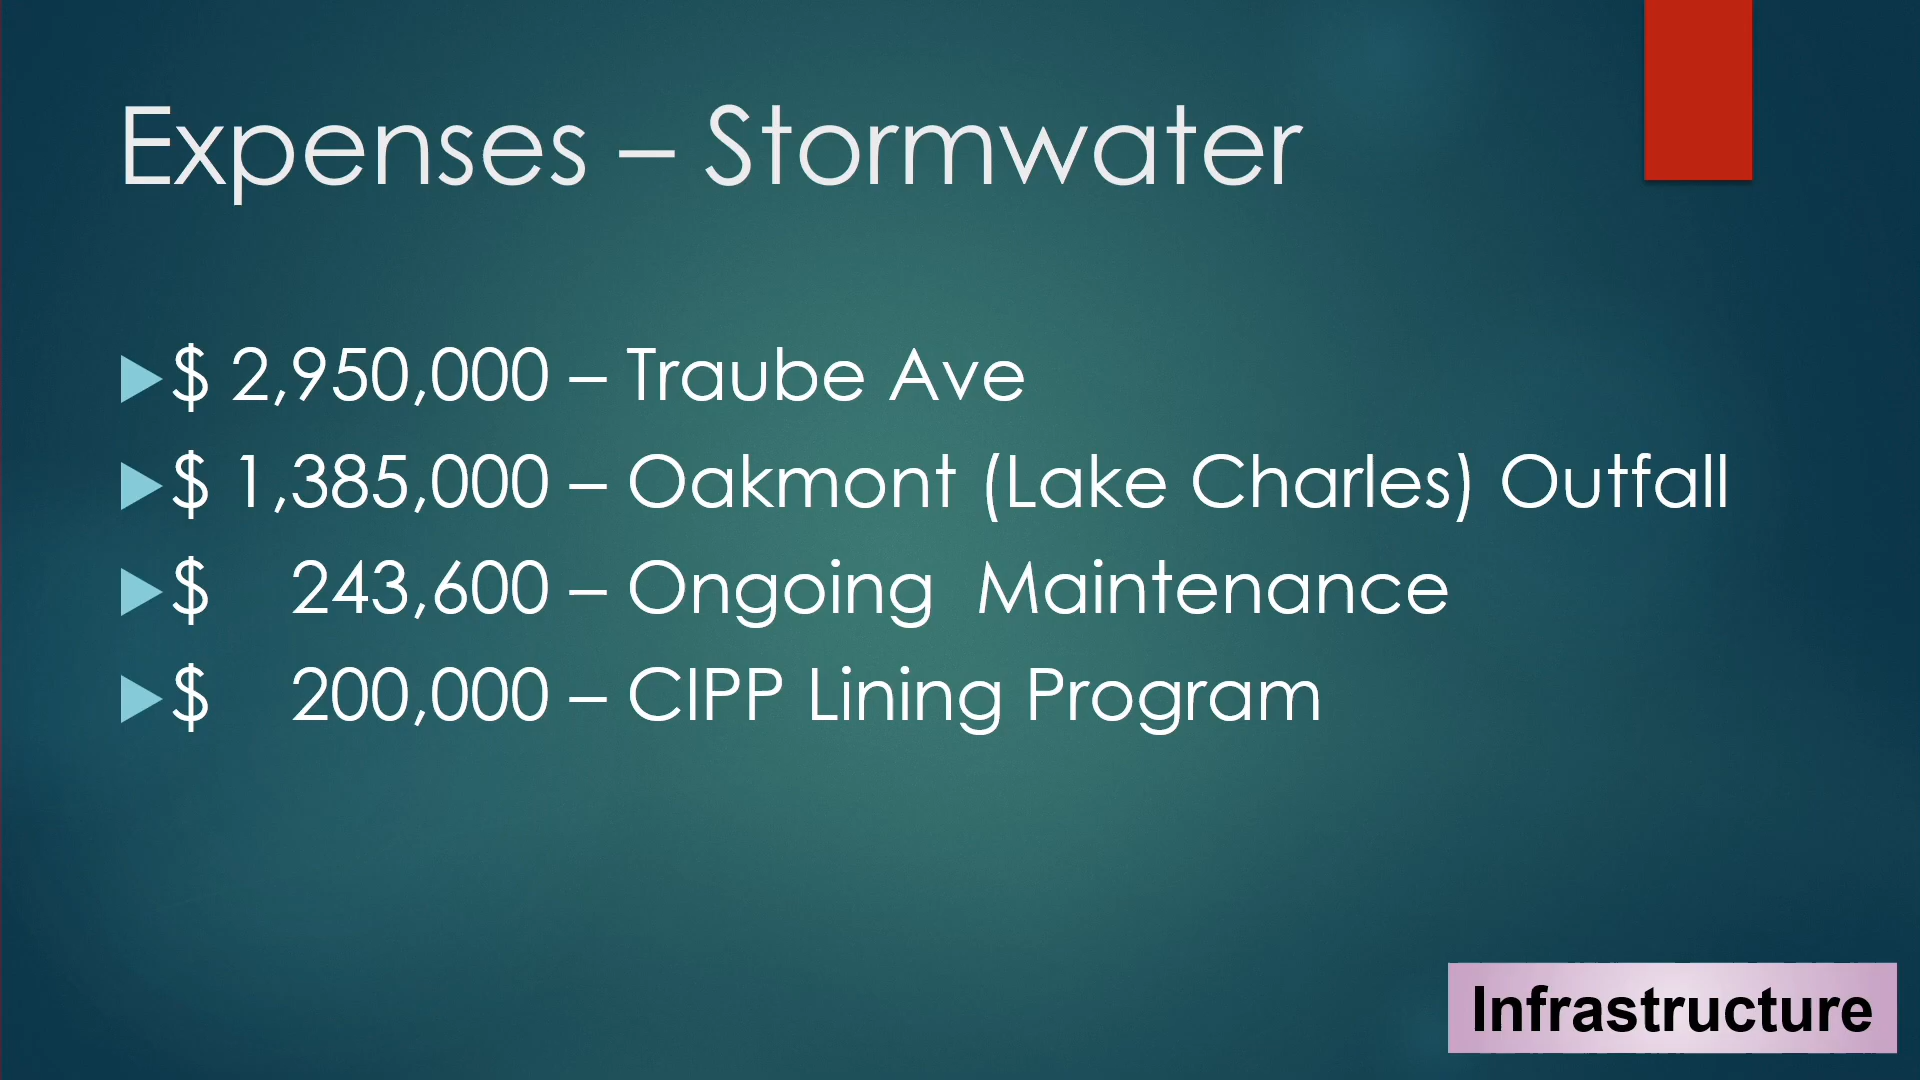 Expenses – Stormwater
$ 2,950,000 – Traube Ave
$ 1,385,000 – Oakmont (Lake Charles) Outfall
$ 243,600 – Ongoing Maintenance
$ 200,000 – CIPP Lining Program
Infrastructure